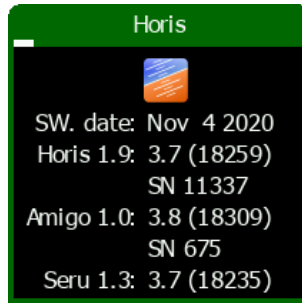 Horis
SW. date: Nov  4 2020
Horis 1.9: 3.7 (18259)
SN 11337
Amigo 1.0: 3.8 (18309)
SN 675
Seru 1.3: 3.7 (18235)